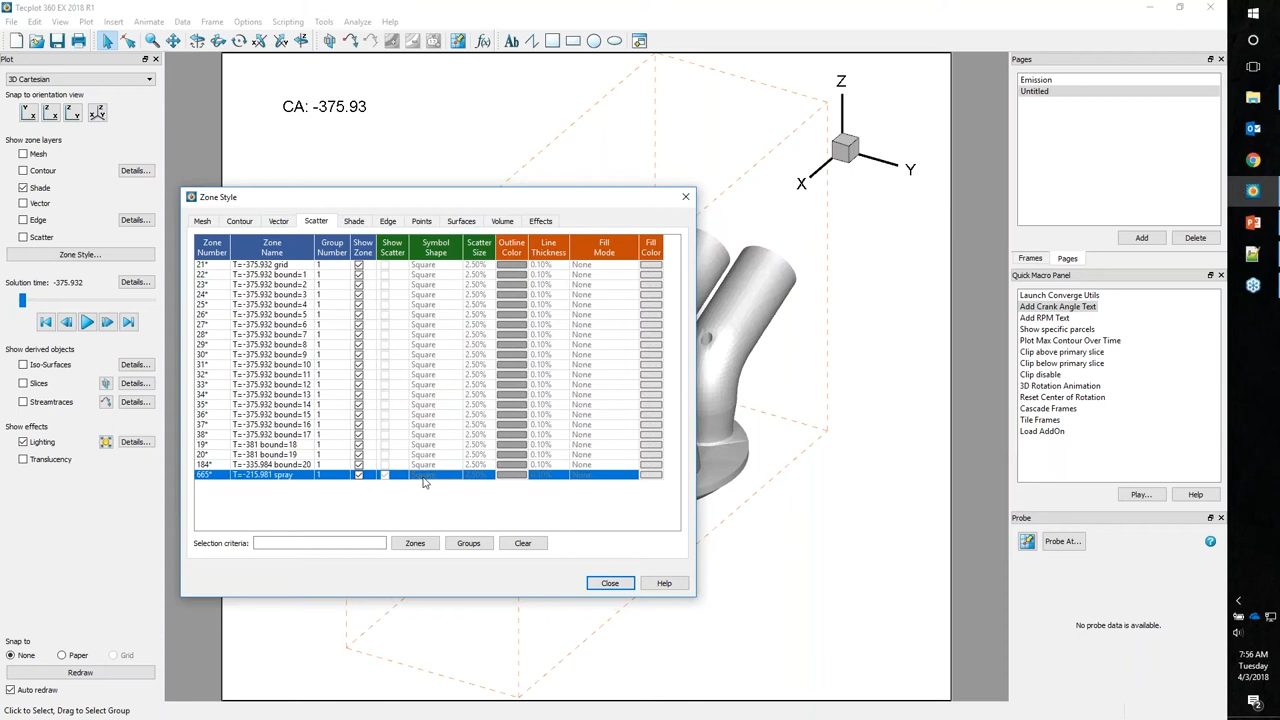 Tecplot 360 EX 2018 R1
File Edit View Plot Insert Animate Data Frame Options Scripting Tools Analyze Help
Plot
3D Cartesian
Snap to orientation view
Show zone layers
Mesh
Contour Details...
Shade
Vector
Edge Details...
Scatter
Zone Style...
Solution time: -375.932 Details...
Show derived objects
Iso-Surfaces Details...
Slices Details...
Streamtraces Details...
Show effects
Lighting Details...
Translucency
Snap to
None Paper Grid
Redraw
Auto redraw
Click to Select, Drag to Select Group
CA: -375.93
Z
Y
X
Zone Style
Mesh Contour Vector Scatter Shade Edge Points Surfaces Volume Effects
Zone Number Zone Name Group Number Show Zone Show Scatter Symbol Shape Scatter Size Outline Color Line Thickness Fill Mode Fill Color
21* T=-375.932 grid 1 Square 2.50% 0.10% None
22* T=-375.932 bound=1 1 Square 2.50% 0.10% None
23* T=-375.932 bound=2 1 Square 2.50% 0.10% None
24* T=-375.932 bound=3 1 Square 2.50% 0.10% None
25* T=-375.932 bound=4 1 Square 2.50% 0.10% None
26* T=-375.932 bound=5 1 Square 2.50% 0.10% None
27* T=-375.932 bound=6 1 Square 2.50% 0.10% None
28* T=-375.932 bound=7 1 Square 2.50% 0.10% None
29* T=-375.932 bound=8 1 Square 2.50% 0.10% None
30* T=-375.932 bound=9 1 Square 2.50% 0.10% None
31* T=-375.932 bound=10 1 Square 2.50% 0.10% None
32* T=-375.932 bound=11 1 Square 2.50% 0.10% None
33* T=-375.932 bound=12 1 Square 2.50% 0.10% None
34* T=-375.932 bound=13 1 Square 2.50% 0.10% None
35* T=-375.932 bound=14 1 Square 2.50% 0.10% None
36* T=-375.932 bound=15 1 Square 2.50% 0.10% None
37* T=-375.932 bound=16 1 Square 2.50% 0.10% None
38* T=-375.932 bound=17 1 Square 2.50% 0.10% None
19* T=-381 bound=18 1 Square 2.50% 0.10% None
20* T=-381 bound=19 1 Square 2.50% 0.10% None
184* T=-335.984 bound=20 1 Square 2.50% 0.10% None
665* T=-215.981 spray 1 Square 2.50% 0.10% None
Selection criteria: Zones Groups Clear
Close Help
Pages
Emission
Untitled
Add Delete
Frames Pages
Quick Macro Panel
Launch Converge Utils
Add Crank Angle Text
Add RPM Text
Show specific parcels
Plot Max Contour Over Time
Clip above primary slice
Clip below primary slice
Clip disable
3D Rotation Animation
Reset Center of Rotation
Cascade Frames
Tile Frames
Load AddOn
Play... Help
Probe
Probe At...
No probe data is available.
7:56 AM
Tuesday
4/3/2018